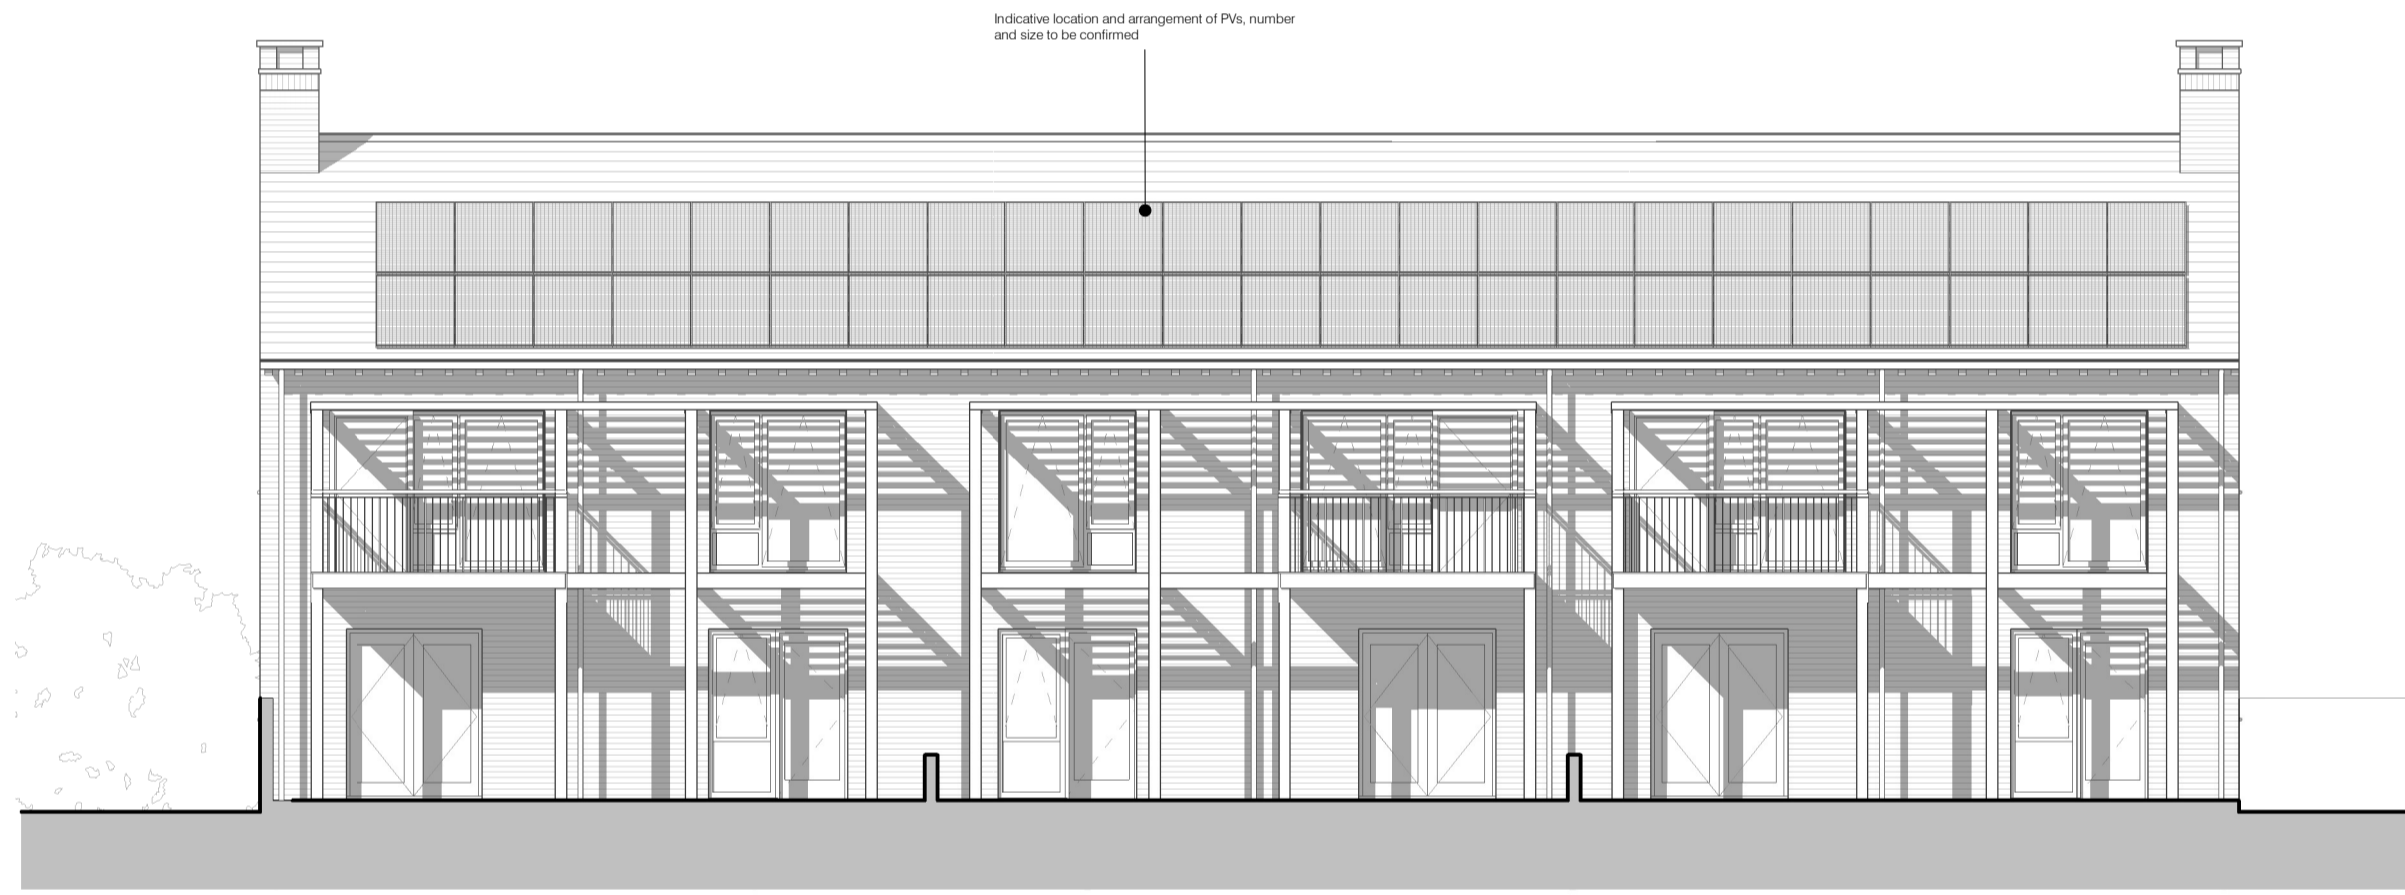 Indicative location and arrangement of PVs, number
and size to be confirmed